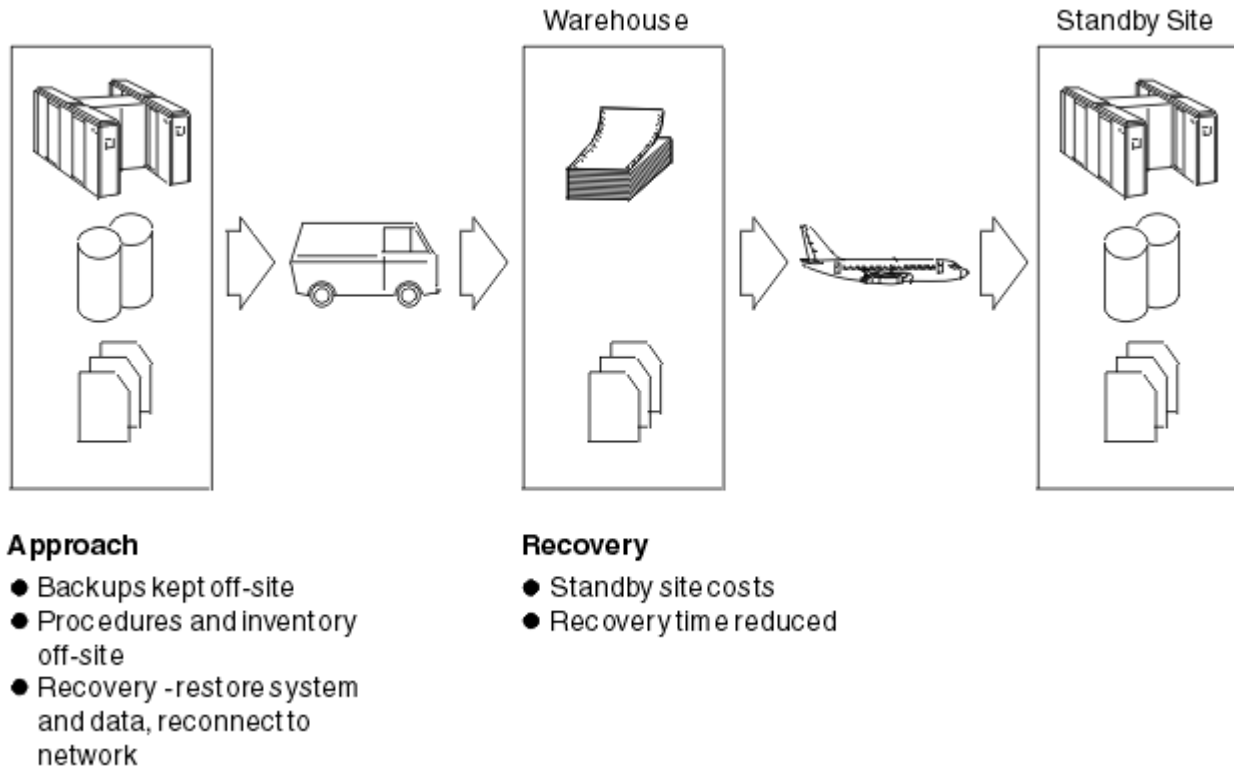 Warehouse
Standby Site
Approach
● Backups kept off-site
● Procedures and inventory
off-site
● Recovery - restore system
and data, reconnect to
network
Recovery
● Standby site costs
● Recovery time reduced